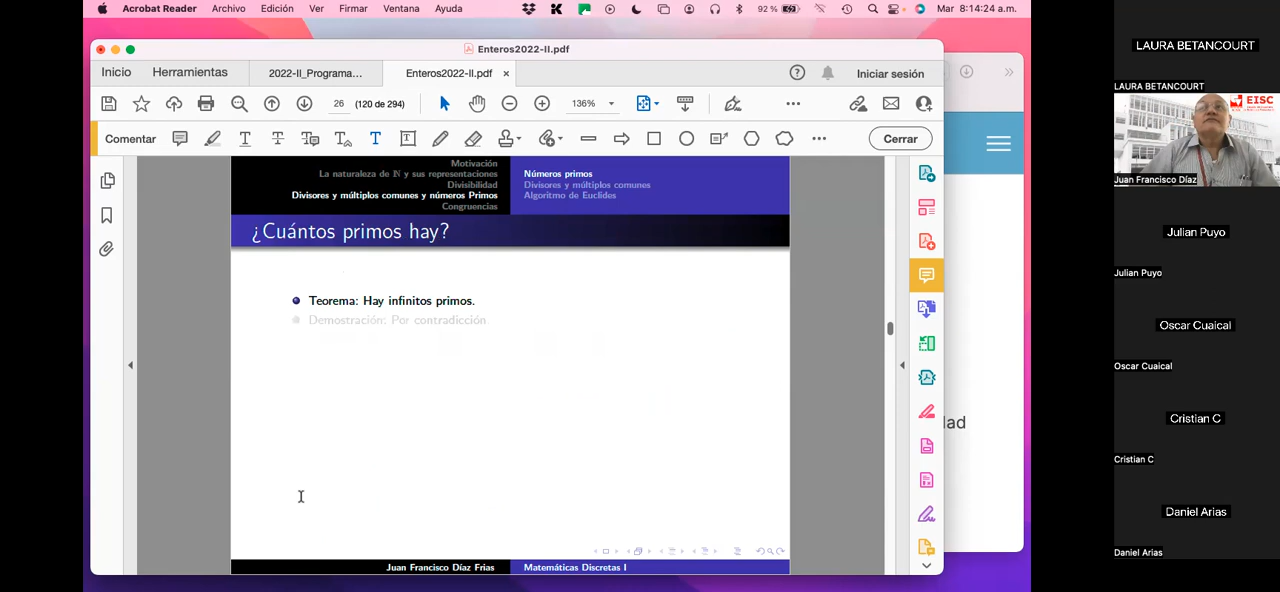 Acrobat Reader Archivo Edición Ver Firmar Ventana Ayuda 92 % Mar 8:14:24 a.m.
Enteros2022-II.pdf
Inicio Herramientas 2022-II_Programa... Enteros2022-II.pdf × Iniciar sesión
26 (120 de 294) 136%
Comentar Cerrar
Motivación
La naturaleza de ℕ y sus representaciones
Divisibilidad
Divisores y múltiplos comunes y números Primos
Congruencias
Números primos
Divisores y múltiplos comunes
Algoritmo de Euclides
¿Cuántos primos hay?
Teorema: Hay infinitos primos.
Demostración: Por contradicción
Juan Francisco Díaz Frias Matemáticas Discretas I
dad
LAURA BETANCOURT
LAURA BETANCOURT
EISC
Juan Francisco Díaz
Julian Puyo
Julian Puyo
Oscar Cuaical
Oscar Cuaical
Cristian C
Cristian C
Daniel Arias
Daniel Arias